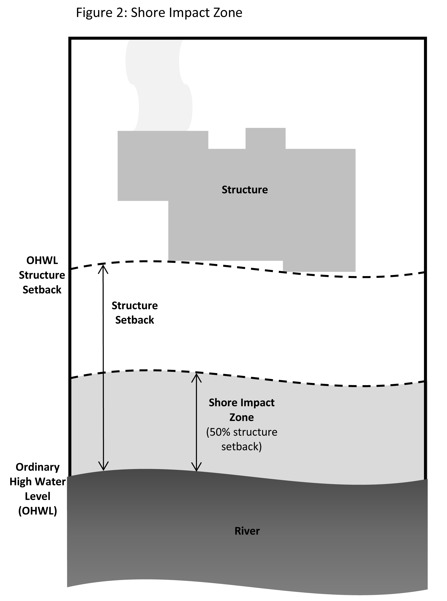 Figure 2: Shore Impact Zone
Structure
OHWL
Structure
Setback
Structure
Setback
Shore Impact
Zone
(50% structure
setback)
Ordinary
High Water
Level
(OHWL)
River